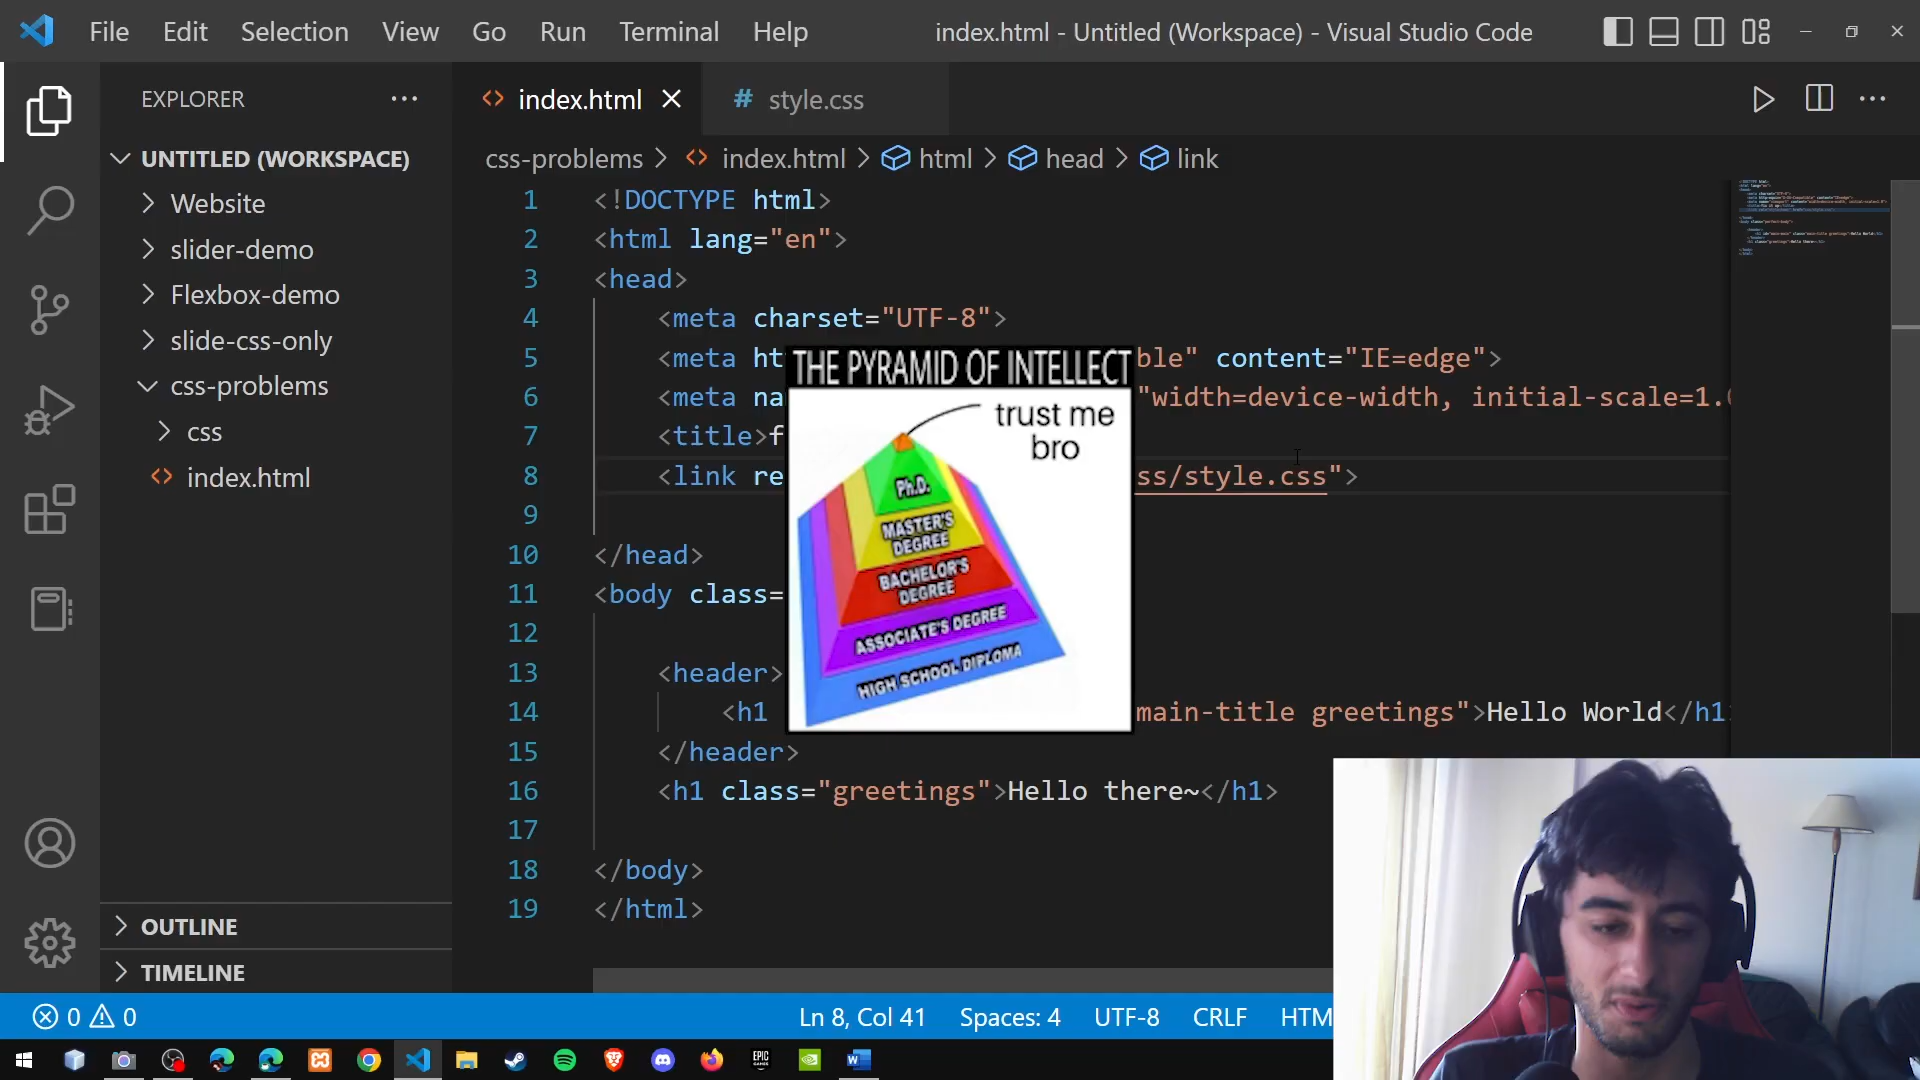 File Edit Selection View Go Run Terminal Help index.html - Untitled (Workspace) - Visual Studio Code
EXPLORER
UNTITLED (WORKSPACE)
Website
slider-demo
Flexbox-demo
slide-css-only
css-problems
css
index.html
OUTLINE
TIMELINE
index.html # style.css
css-problems > index.html > html > head > link
1 <!DOCTYPE html>
2 <html lang="en">
3 <head>
4 <meta charset="UTF-8">
5 <meta ht ble" content="IE=edge">
6 <meta na "width=device-width, initial-scale=1.
7 <title>f
8 <link re ss/style.css">
9
10 </head>
11 <body class=
12
13 <header>
14 <h1 main-title greetings">Hello World</h1
15 </header>
16 <h1 class="greetings">Hello there~</h1>
17
18 </body>
19 </html>
THE PYRAMID OF INTELLECT
trust me
bro
Ph.D.
MASTER'S
DEGREE
BACHELOR'S
DEGREE
ASSOCIATE'S DEGREE
HIGH SCHOOL DIPLOMA
0 0 Ln 8, Col 41 Spaces: 4 UTF-8 CRLF HTM
EPIC
GAMES